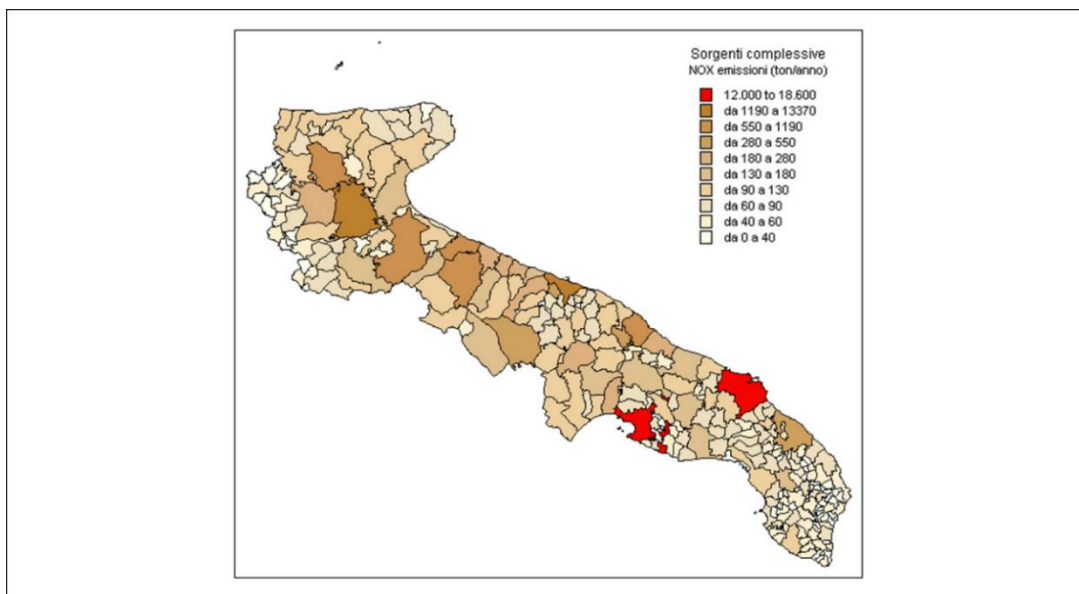 Sorgenti complessive
NOX emissioni (ton/anno)
12.000 to 18.600
da 1190 a 13370
da 550 a 1190
da 280 a 550
da 180 a 280
da 130 a 180
da 90 a 130
da 60 a 90
da 40 a 60
da 0 a 40